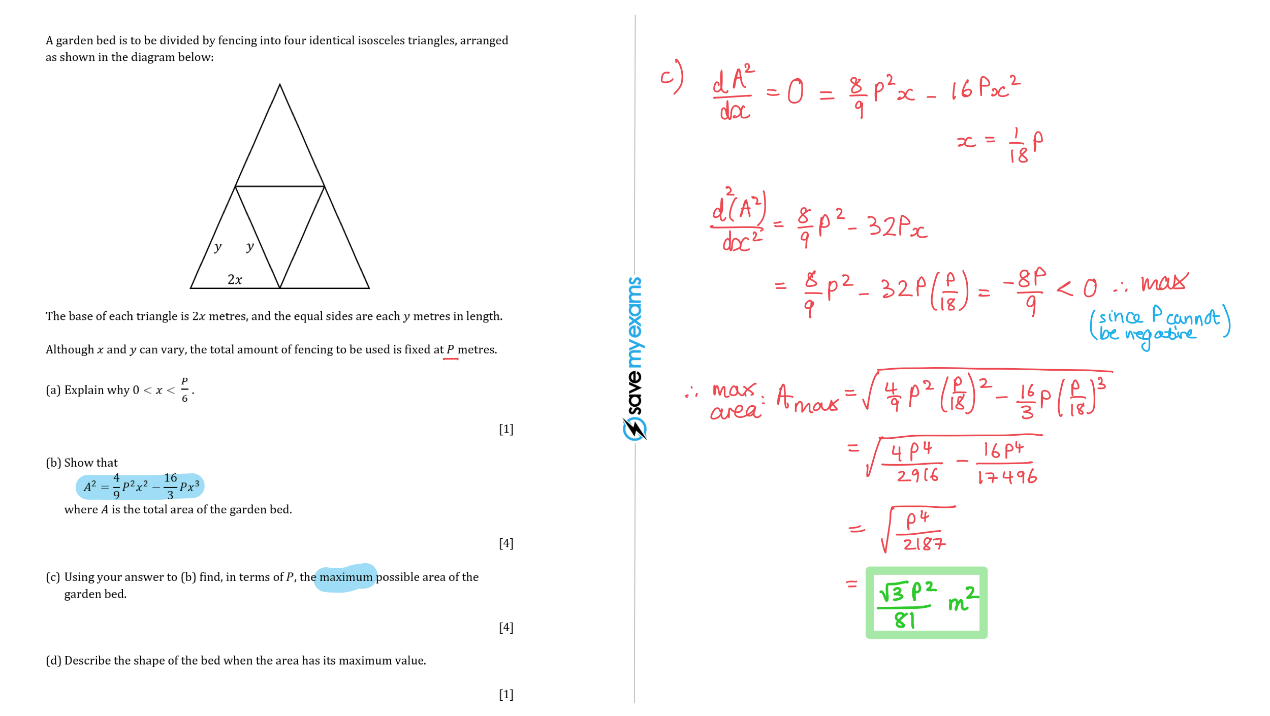 A garden bed is to be divided by fencing into four identical isosceles triangles, arranged
as shown in the diagram below:
y y
2x
The base of each triangle is 2x metres, and the equal sides are each y metres in length.
Although x and y can vary, the total amount of fencing to be used is fixed at P metres.
(a) Explain why 0 < x < P/6.
[1]
(b) Show that
A² = 4/9 P²x² − 16/3 Px³
where A is the total area of the garden bed.
[4]
(c) Using your answer to (b) find, in terms of P, the maximum possible area of the
garden bed.
[4]
(d) Describe the shape of the bed when the area has its maximum value.
[1]
save my exams
c) dA²/dx = 0 = 8/9 P²x − 16Px²
x = 1/18 P
d²(A²)/dx² = 8/9 P² − 32Px
= 8/9 P² − 32P(P/18) = −8P/9 < 0 ∴ max
(since P cannot
be negative)
∴ max area: A max = √(4/9 P² (P/18)² − 16/3 P (P/18)³)
= √(4P⁴/2916 − 16P⁴/17496)
= √(P⁴/2187)
= √3 P²/81 m²